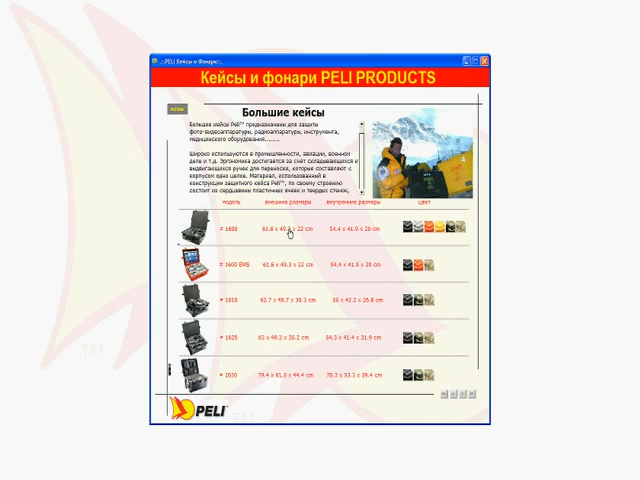 .::PELI Кейсы и Фонари::.
Кейсы и фонари PELI PRODUCTS
меню
Большие кейсы
Большие кейсы Peli™ предназначены для защиты
фото-видеоаппаратуры, радиоаппаратуры, инструмента,
медицинского оборудования........
Широко используются в промышленности, авиации, военном
деле и т.д. Эргономика достигается за счёт складывающихся и
выдвигающихся ручек для переноски, которые составляют с
корпусом одно целое. Материал, использованный в
конструкции защитного кейса Peli™, по своему строению
состоит из сердцевины пластичных ячеек и твердых стенок,
модель внешние размеры внутренние размеры цвет
# 1600 61.6 x 49.3 x 22 cm 54.4 x 41.9 x 20 cm
# 1600 EMS 61.6 x 49.3 x 22 cm 54.4 x 41.9 x 20 cm
# 1610 62.7 x 49.7 x 30.3 cm 55 x 42.2 x 26.8 cm
# 1620 63 x 49.2 x 35.2 cm 54.3 x 41.4 x 31.9 cm
# 1630 79.4 x 61.5 x 44.4 cm 70.3 x 53.3 x 39.4 cm
PELI™
TM
TM